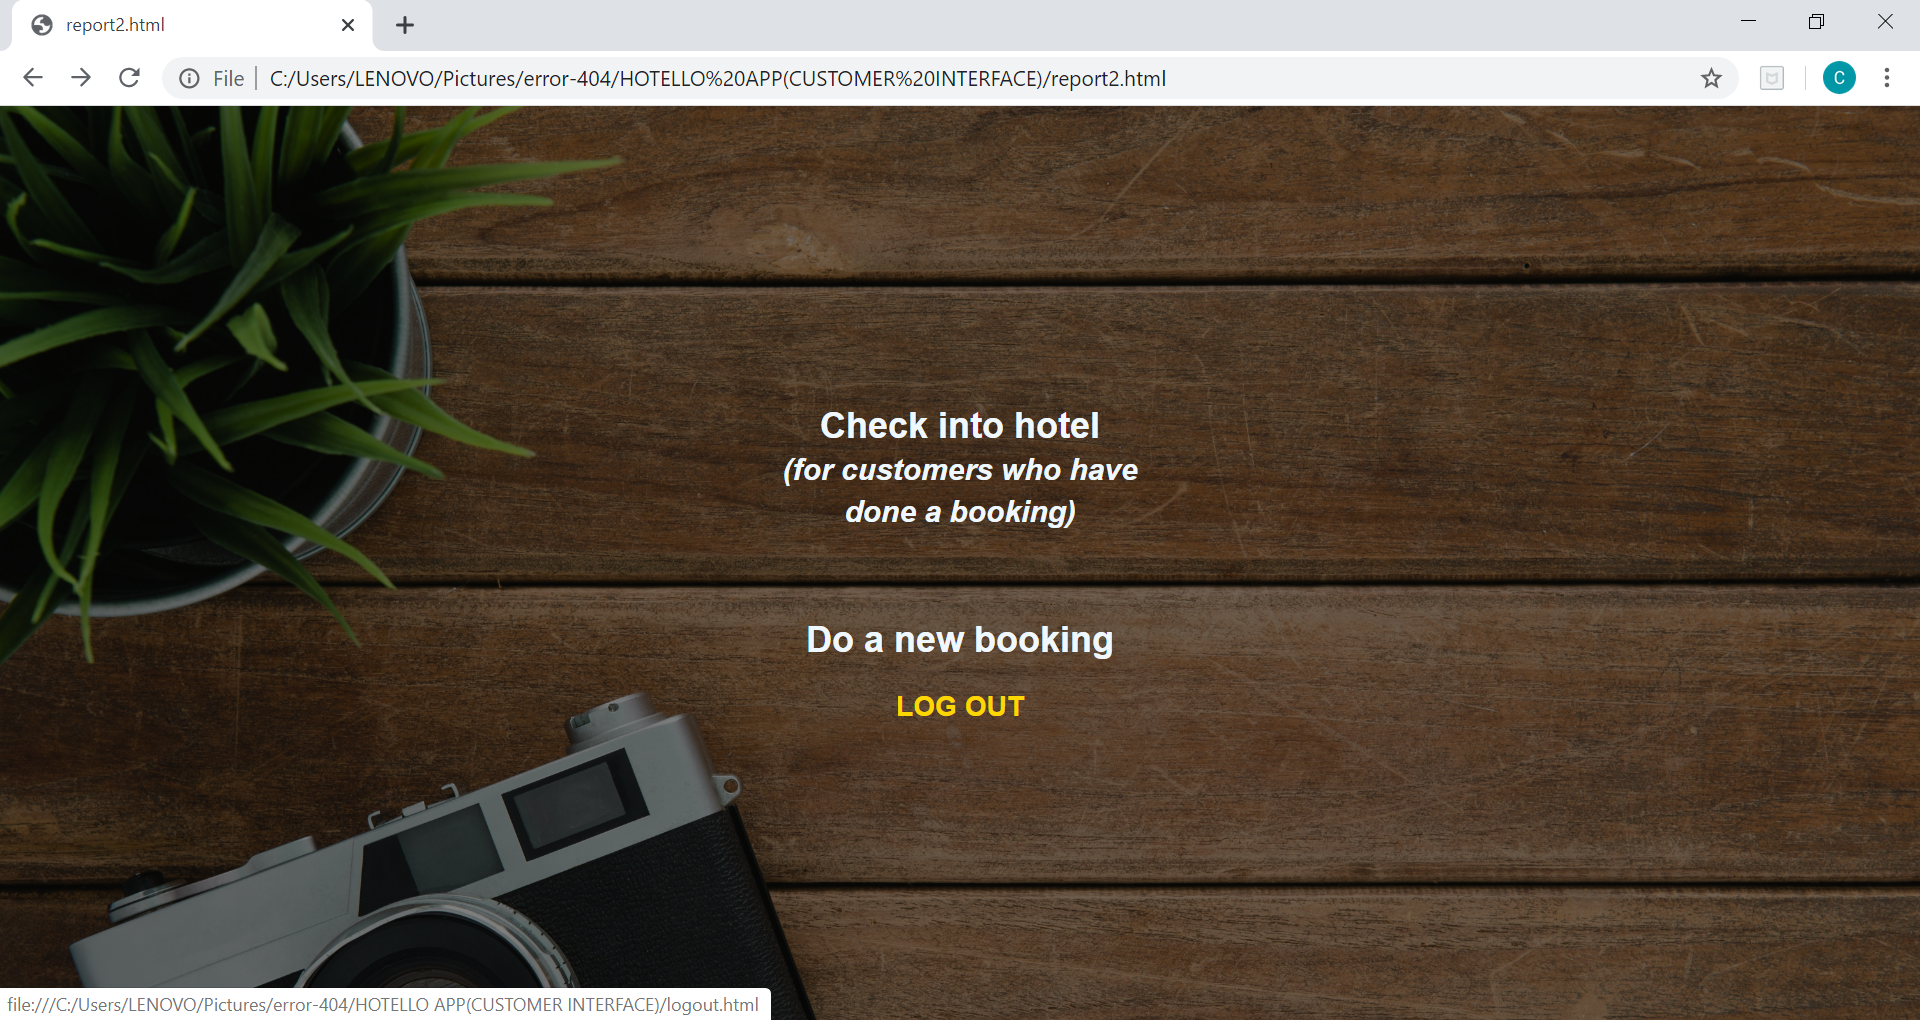 report2.html
File
C:/Users/LENOVO/Pictures/error-404/HOTELLO%20APP(CUSTOMER%20INTERFACE)/report2.html
C
Check into hotel
(for customers who have
done a booking)
Do a new booking
LOG OUT
file:///C:/Users/LENOVO/Pictures/error-404/HOTELLO APP(CUSTOMER INTERFACE)/logout.html